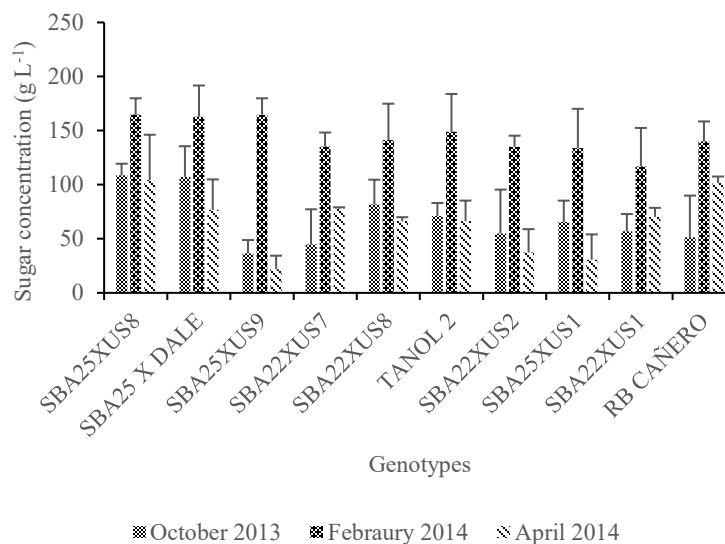 250
200
150
100
50
0
Sugar concentration (g L-1)
SBA25XUS8
SBA25 X DALE
SBA25XUS9
SBA22XUS7
SBA22XUS8
TANOL 2
SBA22XUS2
SBA25XUS1
SBA22XUS1
RB CAÑERO
Genotypes
October 2013 Febraury 2014 April 2014